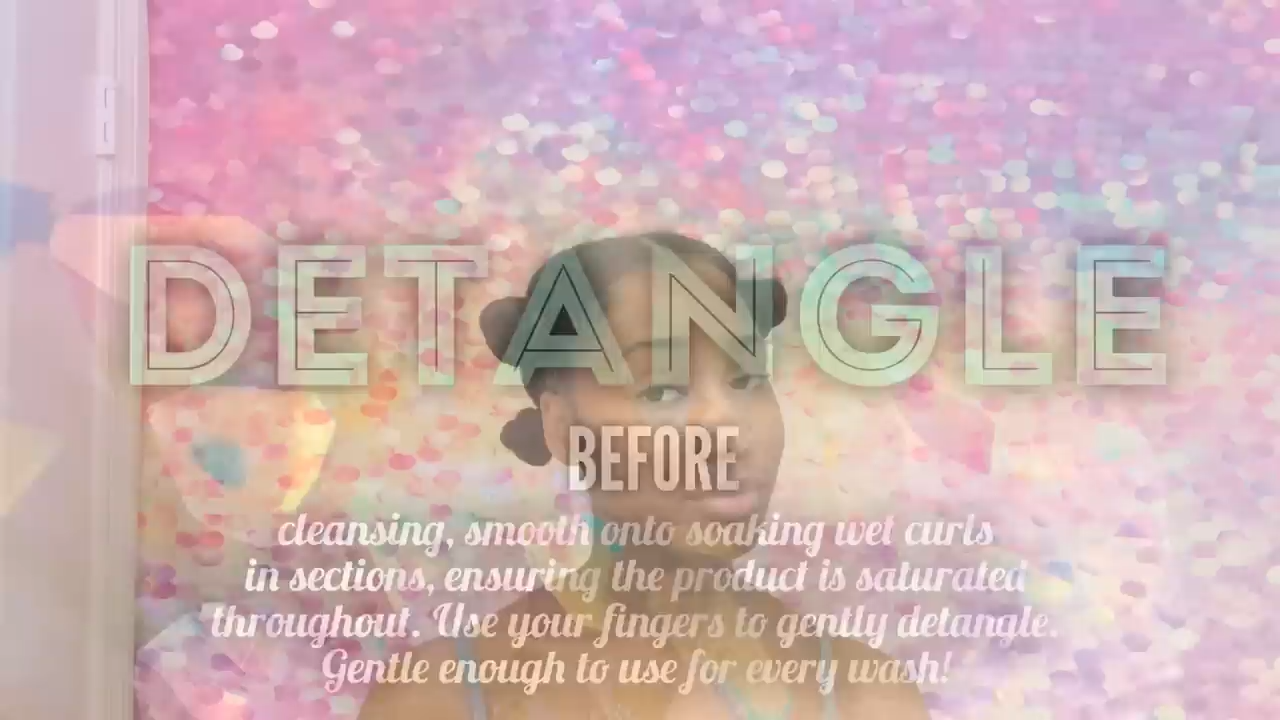 DETANGLE
BEFORE
cleansing, smooth onto soaking wet curls
in sections, ensuring the product is saturated
throughout. Use your fingers to gently detangle.
Gentle enough to use for every wash!